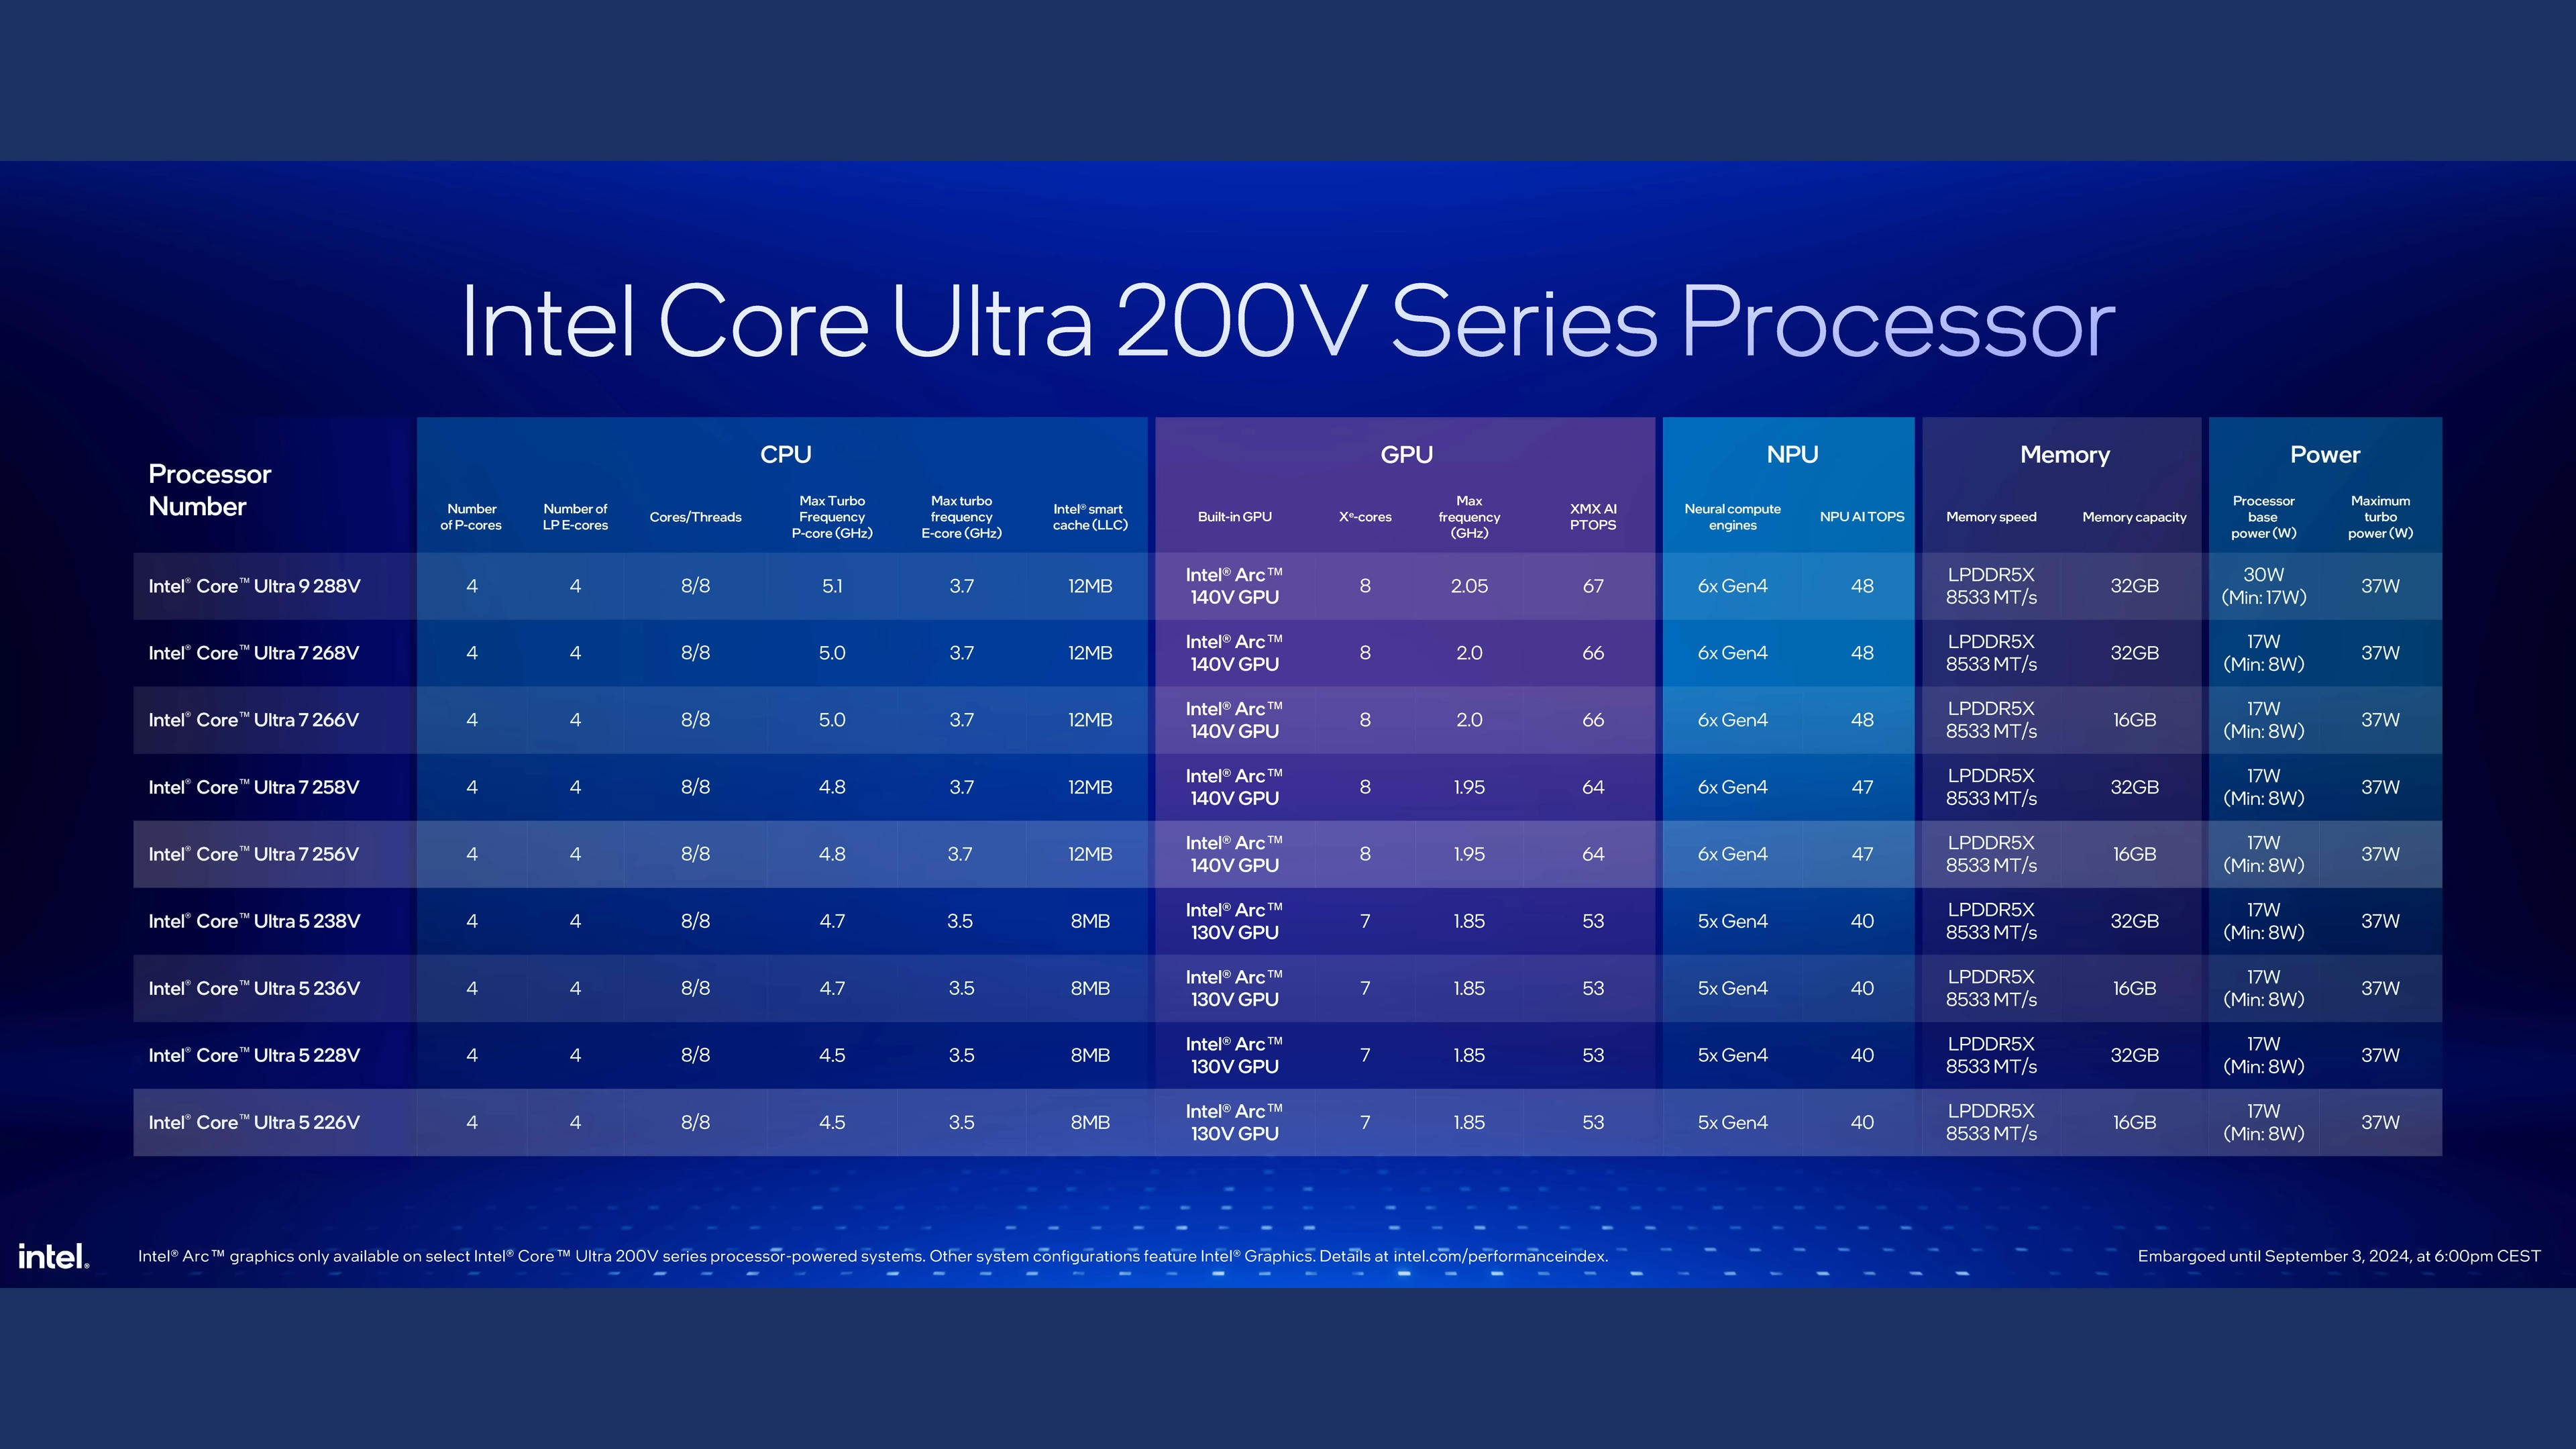 Intel Core Ultra 200V Series Processor
Processor
Number
CPU
GPU
NPU
Memory
Power
Number
of P-cores
Number of
LP E-cores
Cores/Threads
Max Turbo
Frequency
P-core (GHz)
Max turbo
frequency
E-core (GHz)
Intel® smart
cache (LLC)
Built-in GPU
Xᵉ-cores
Max
frequency
(GHz)
XMX AI
PTOPS
Neural compute
engines
NPU AI TOPS
Memory speed
Memory capacity
Processor
base
power (W)
Maximum
turbo
power (W)
Intel® Core™ Ultra 9 288V 4 4 8/8 5.1 3.7 12MB Intel® Arc™ 140V GPU 8 2.05 67 6x Gen4 48 LPDDR5X 8533 MT/s 32GB 30W (Min: 17W) 37W
Intel® Core™ Ultra 7 268V 4 4 8/8 5.0 3.7 12MB Intel® Arc™ 140V GPU 8 2.0 66 6x Gen4 48 LPDDR5X 8533 MT/s 32GB 17W (Min: 8W) 37W
Intel® Core™ Ultra 7 266V 4 4 8/8 5.0 3.7 12MB Intel® Arc™ 140V GPU 8 2.0 66 6x Gen4 48 LPDDR5X 8533 MT/s 16GB 17W (Min: 8W) 37W
Intel® Core™ Ultra 7 258V 4 4 8/8 4.8 3.7 12MB Intel® Arc™ 140V GPU 8 1.95 64 6x Gen4 47 LPDDR5X 8533 MT/s 32GB 17W (Min: 8W) 37W
Intel® Core™ Ultra 7 256V 4 4 8/8 4.8 3.7 12MB Intel® Arc™ 140V GPU 8 1.95 64 6x Gen4 47 LPDDR5X 8533 MT/s 16GB 17W (Min: 8W) 37W
Intel® Core™ Ultra 5 238V 4 4 8/8 4.7 3.5 8MB Intel® Arc™ 130V GPU 7 1.85 53 5x Gen4 40 LPDDR5X 8533 MT/s 32GB 17W (Min: 8W) 37W
Intel® Core™ Ultra 5 236V 4 4 8/8 4.7 3.5 8MB Intel® Arc™ 130V GPU 7 1.85 53 5x Gen4 40 LPDDR5X 8533 MT/s 16GB 17W (Min: 8W) 37W
Intel® Core™ Ultra 5 228V 4 4 8/8 4.5 3.5 8MB Intel® Arc™ 130V GPU 7 1.85 53 5x Gen4 40 LPDDR5X 8533 MT/s 32GB 17W (Min: 8W) 37W
Intel® Core™ Ultra 5 226V 4 4 8/8 4.5 3.5 8MB Intel® Arc™ 130V GPU 7 1.85 53 5x Gen4 40 LPDDR5X 8533 MT/s 16GB 17W (Min: 8W) 37W
intel®
Intel® Arc™ graphics only available on select Intel® Core™ Ultra 200V series processor-powered systems. Other system configurations feature Intel® Graphics. Details at intel.com/performanceindex.
Embargoed until September 3, 2024, at 6:00pm CEST